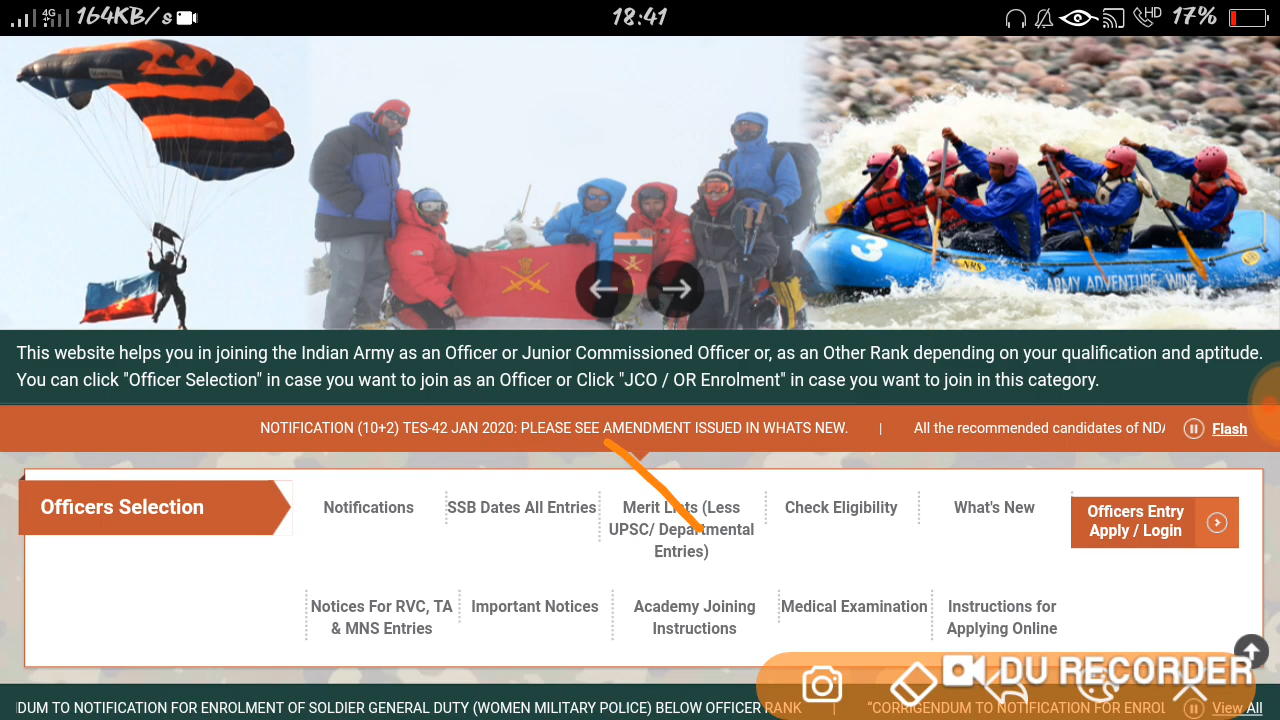 4G 164KB/s 18:41 HD 17%
3
NRS
ARMY ADVENTURE WING
This website helps you in joining the Indian Army as an Officer or Junior Commissioned Officer or, as an Other Rank depending on your qualification and aptitude.
You can click "Officer Selection" in case you want to join as an Officer or Click "JCO / OR Enrolment" in case you want to join in this category.
NOTIFICATION (10+2) TES-42 JAN 2020: PLEASE SEE AMENDMENT ISSUED IN WHATS NEW. | All the recommended candidates of NDA Flash
Officers Selection
Notifications
SSB Dates All Entries
Merit Lists (Less
UPSC/ Departmental
Entries)
Check Eligibility
What's New
Officers Entry
Apply / Login
Notices For RVC, TA
& MNS Entries
Important Notices
Academy Joining
Instructions
Medical Examination
Instructions for
Applying Online
DU RECORDER
DUM TO NOTIFICATION FOR ENROLMENT OF SOLDIER GENERAL DUTY (WOMEN MILITARY POLICE) BELOW OFFICER RANK | "CORRIGENDUM TO NOTIFICATION FOR ENROL View All